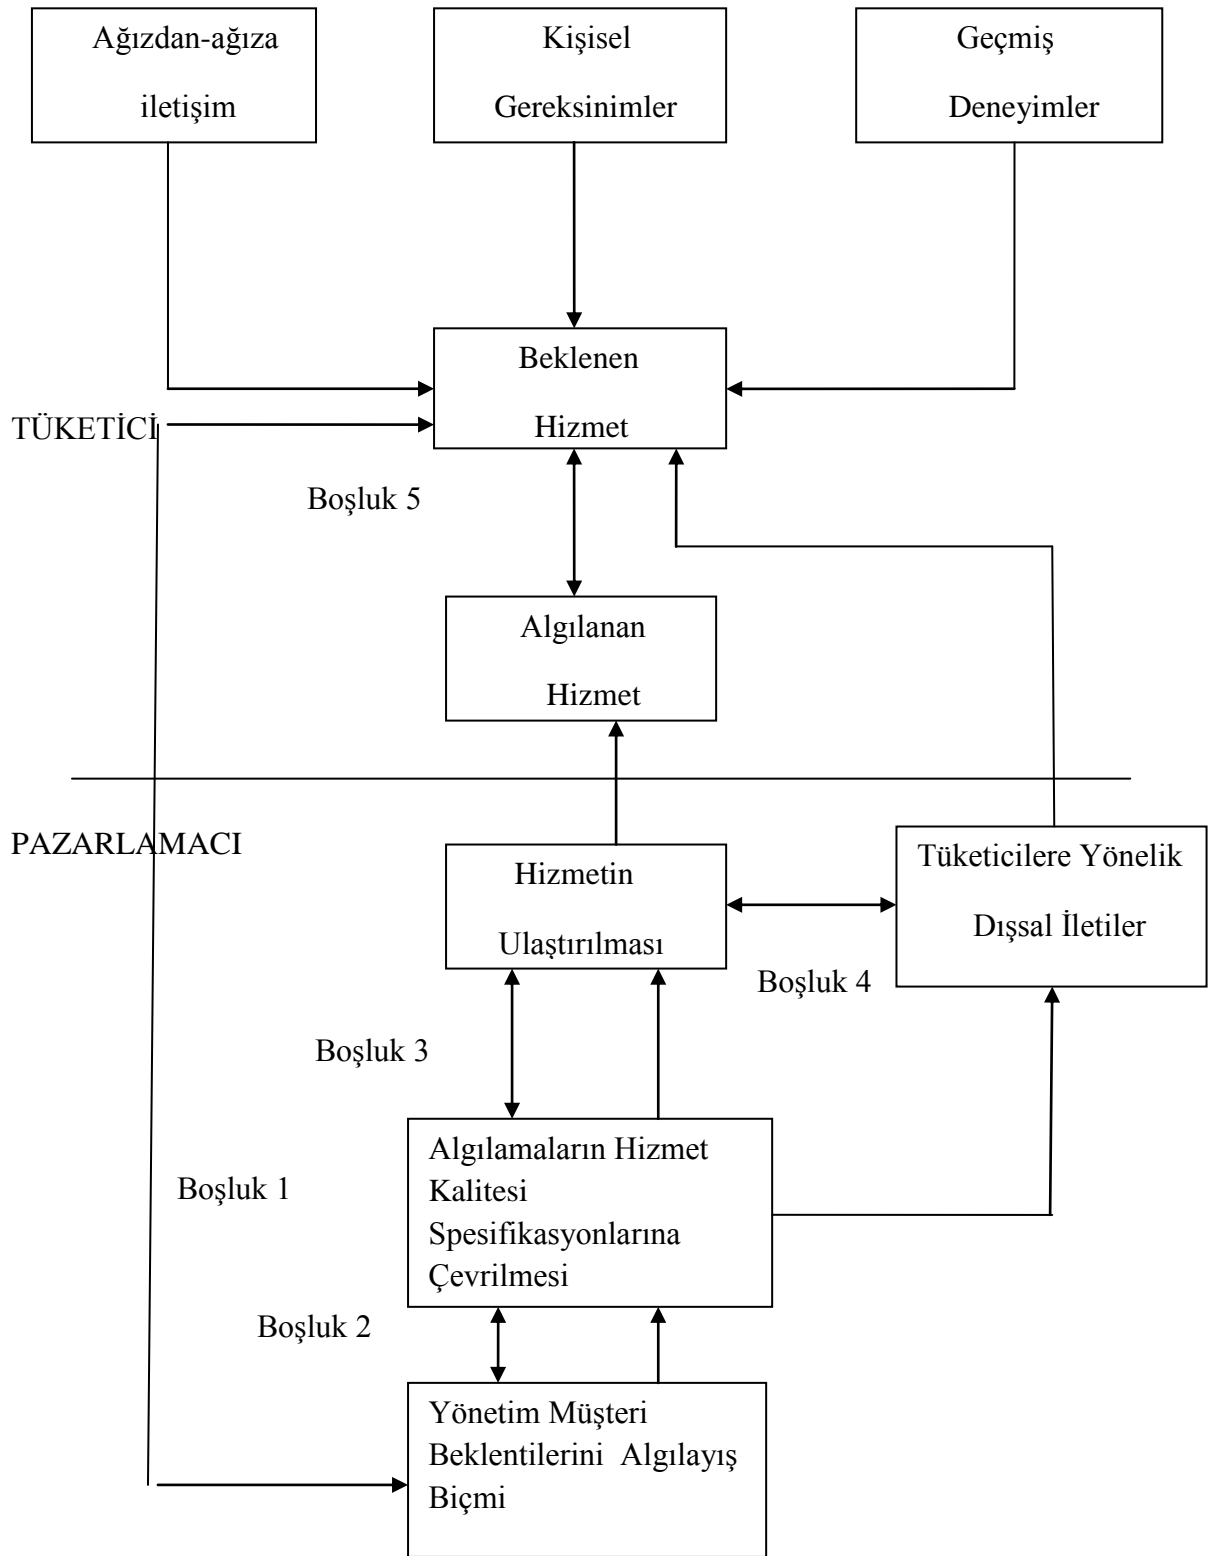 Ağızdan-ağıza
iletişim
Kişisel
Gereksinimler
Geçmiş
Deneyimler
Beklenen
Hizmet
TÜKETİCİ
Boşluk 5
Algılanan
Hizmet
PAZARLAMACI
Hizmetin
Ulaştırılması
Tüketicilere Yönelik
Dışsal İletiler
Boşluk 4
Boşluk 3
Algılamaların Hizmet
Kalitesi
Spesifikasyonlarına
Çevrilmesi
Boşluk 1
Boşluk 2
Yönetim Müşteri
Beklentilerini Algılayış
Biçmi